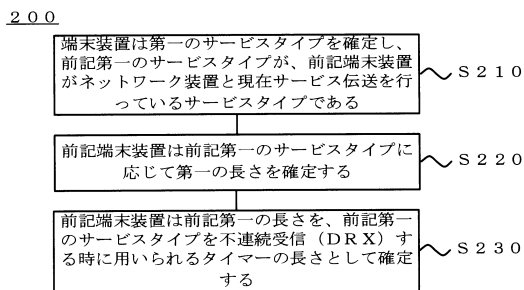 ２００
端末装置は第一のサービスタイプを確定し、
前記第一のサービスタイプが、前記端末装置
がネットワーク装置と現在サービス伝送を行
っているサービスタイプである
Ｓ２１０
前記端末装置は前記第一のサービスタイプに
応じて第一の長さを確定する
Ｓ２２０
前記端末装置は前記第一の長さを、前記第一
のサービスタイプを不連続受信（ＤＲＸ）す
る時に用いられるタイマーの長さとして確定
する
Ｓ２３０